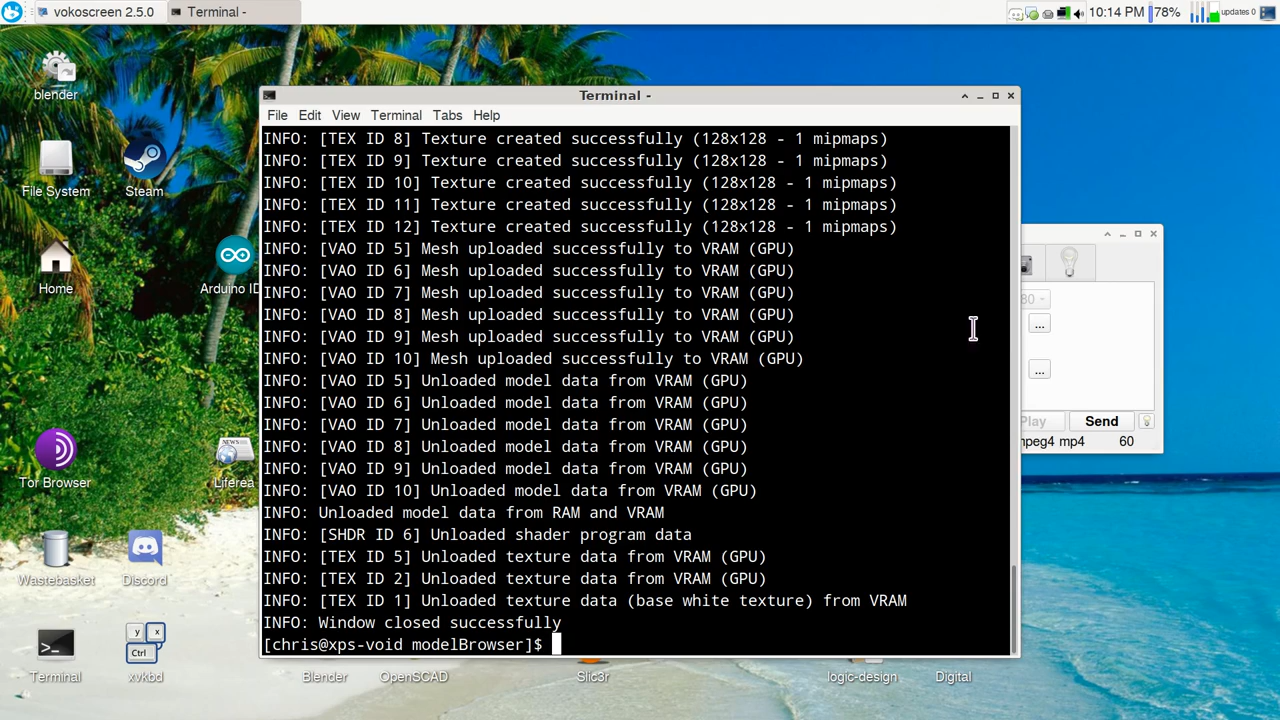 vokoscreen 2.5.0
Terminal -
10:14 PM
78%
updates 0
blender
File System
Steam
Home
Arduino ID
Tor Browser
Liferea
NEWS
Wastebasket
Discord
Terminal
y x
Ctrl
xvkbd
Terminal -
File Edit View Terminal Tabs Help
INFO: [TEX ID 8] Texture created successfully (128x128 - 1 mipmaps)
INFO: [TEX ID 9] Texture created successfully (128x128 - 1 mipmaps)
INFO: [TEX ID 10] Texture created successfully (128x128 - 1 mipmaps)
INFO: [TEX ID 11] Texture created successfully (128x128 - 1 mipmaps)
INFO: [TEX ID 12] Texture created successfully (128x128 - 1 mipmaps)
INFO: [VAO ID 5] Mesh uploaded successfully to VRAM (GPU)
INFO: [VAO ID 6] Mesh uploaded successfully to VRAM (GPU)
INFO: [VAO ID 7] Mesh uploaded successfully to VRAM (GPU)
INFO: [VAO ID 8] Mesh uploaded successfully to VRAM (GPU)
INFO: [VAO ID 9] Mesh uploaded successfully to VRAM (GPU)
INFO: [VAO ID 10] Mesh uploaded successfully to VRAM (GPU)
INFO: [VAO ID 5] Unloaded model data from VRAM (GPU)
INFO: [VAO ID 6] Unloaded model data from VRAM (GPU)
INFO: [VAO ID 7] Unloaded model data from VRAM (GPU)
INFO: [VAO ID 8] Unloaded model data from VRAM (GPU)
INFO: [VAO ID 9] Unloaded model data from VRAM (GPU)
INFO: [VAO ID 10] Unloaded model data from VRAM (GPU)
INFO: Unloaded model data from RAM and VRAM
INFO: [SHDR ID 6] Unloaded shader program data
INFO: [TEX ID 5] Unloaded texture data from VRAM (GPU)
INFO: [TEX ID 2] Unloaded texture data from VRAM (GPU)
INFO: [TEX ID 1] Unloaded texture data (base white texture) from VRAM
INFO: Window closed successfully
[chris@xps-void modelBrowser]$
80 -
...
...
Play
Send
mpeg4 mp4 60
Blender
OpenSCAD
Slic3r
logic-design
Digital